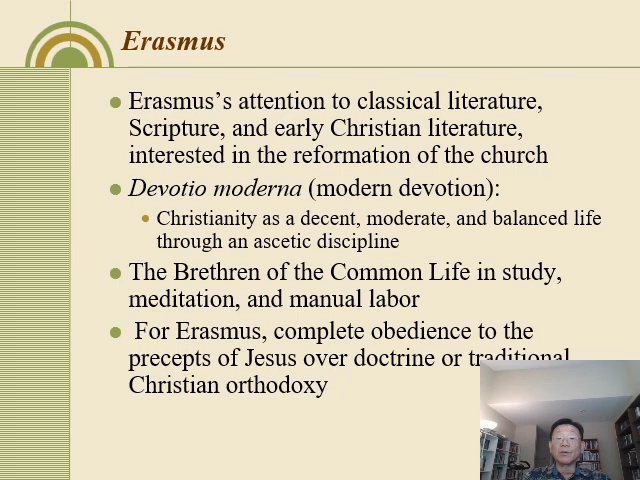 Erasmus
Erasmus’s attention to classical literature,
Scripture, and early Christian literature,
interested in the reformation of the church
Devotio moderna (modern devotion):
Christianity as a decent, moderate, and balanced life
through an ascetic discipline
The Brethren of the Common Life in study,
meditation, and manual labor
For Erasmus, complete obedience to the
precepts of Jesus over doctrine or traditional
Christian orthodoxy